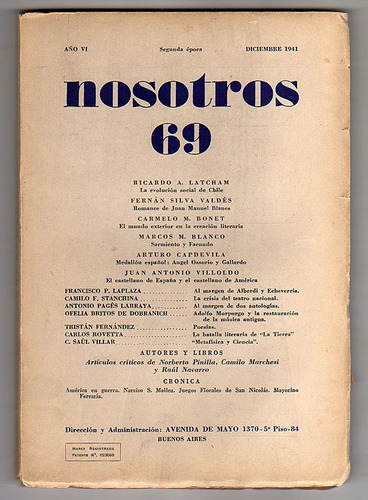 AÑO VI Segunda época DICIEMBRE 1941
nosotros
69
RICARDO A. LATCHAM
La evolución social de Chile
FERNÁN SILVA VALDÉS
Romance de Juan Manuel Blanes
CARMELO M. BONET
El mundo exterior en la creación literaria
MARCOS M. BLANCO
Sarmiento y Facundo
ARTURO CAPDEVILA
Medallón español: Angel Ossorio y Gallardo
JUAN ANTONIO VILLOLDO
El castellano de España y el castellano de América
FRANCISCO P. LAPLAZA ........ Al margen de Alberdi y Echeverría.
CAMILO F. STANCHINA ........ La crisis del teatro nacional.
ANTONIO PAGÉS LARRAYA ........ Al margen de dos antologías.
OFELIA BRITOS DE DOBRANICH .. Adolfo Morpurgo y la restauración
de la música antigua.
TRISTÁN FERNÁNDEZ ........ Poesías.
CARLOS ROVETTA ........ La batalla literaria de "La Tierra"
C. SAÚL VILLAR ........ "Metafísica y Ciencia".
AUTORES Y LIBROS
Artículos críticos de Norberto Pinilla, Camilo Marchesi
y Raúl Navarro
CRONICA
América en guerra. Narciso S. Mallea. Juegos Florales de San Nicolás. Mayorino
Ferraría.
Dirección y Administración: AVENIDA DE MAYO 1370-5º Piso-84
BUENOS AIRES
MARCA REGISTRADA
PATENTE Nº.